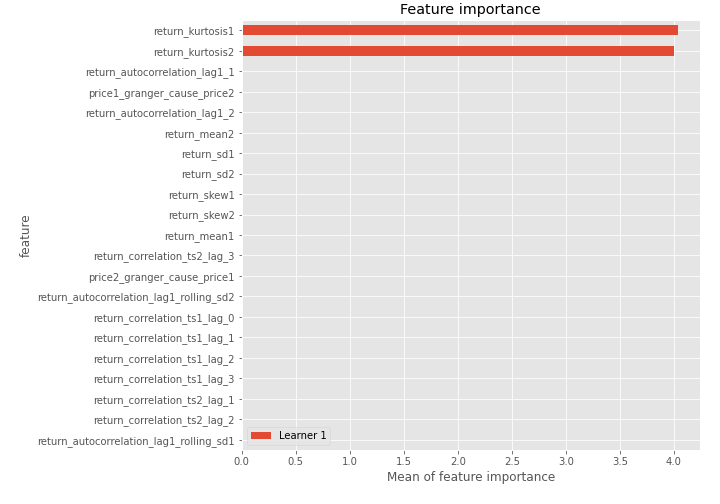 Feature importance
return_kurtosis1
return_kurtosis2
return_autocorrelation_lag1_1
price1_granger_cause_price2
return_autocorrelation_lag1_2
return_mean2
return_sd1
return_sd2
return_skew1
return_skew2
return_mean1
return_correlation_ts2_lag_3
price2_granger_cause_price1
return_autocorrelation_lag1_rolling_sd2
return_correlation_ts1_lag_0
return_correlation_ts1_lag_1
return_correlation_ts1_lag_2
return_correlation_ts1_lag_3
return_correlation_ts2_lag_1
return_correlation_ts2_lag_2
return_autocorrelation_lag1_rolling_sd1
feature
Learner 1
0.0 0.5 1.0 1.5 2.0 2.5 3.0 3.5 4.0
Mean of feature importance